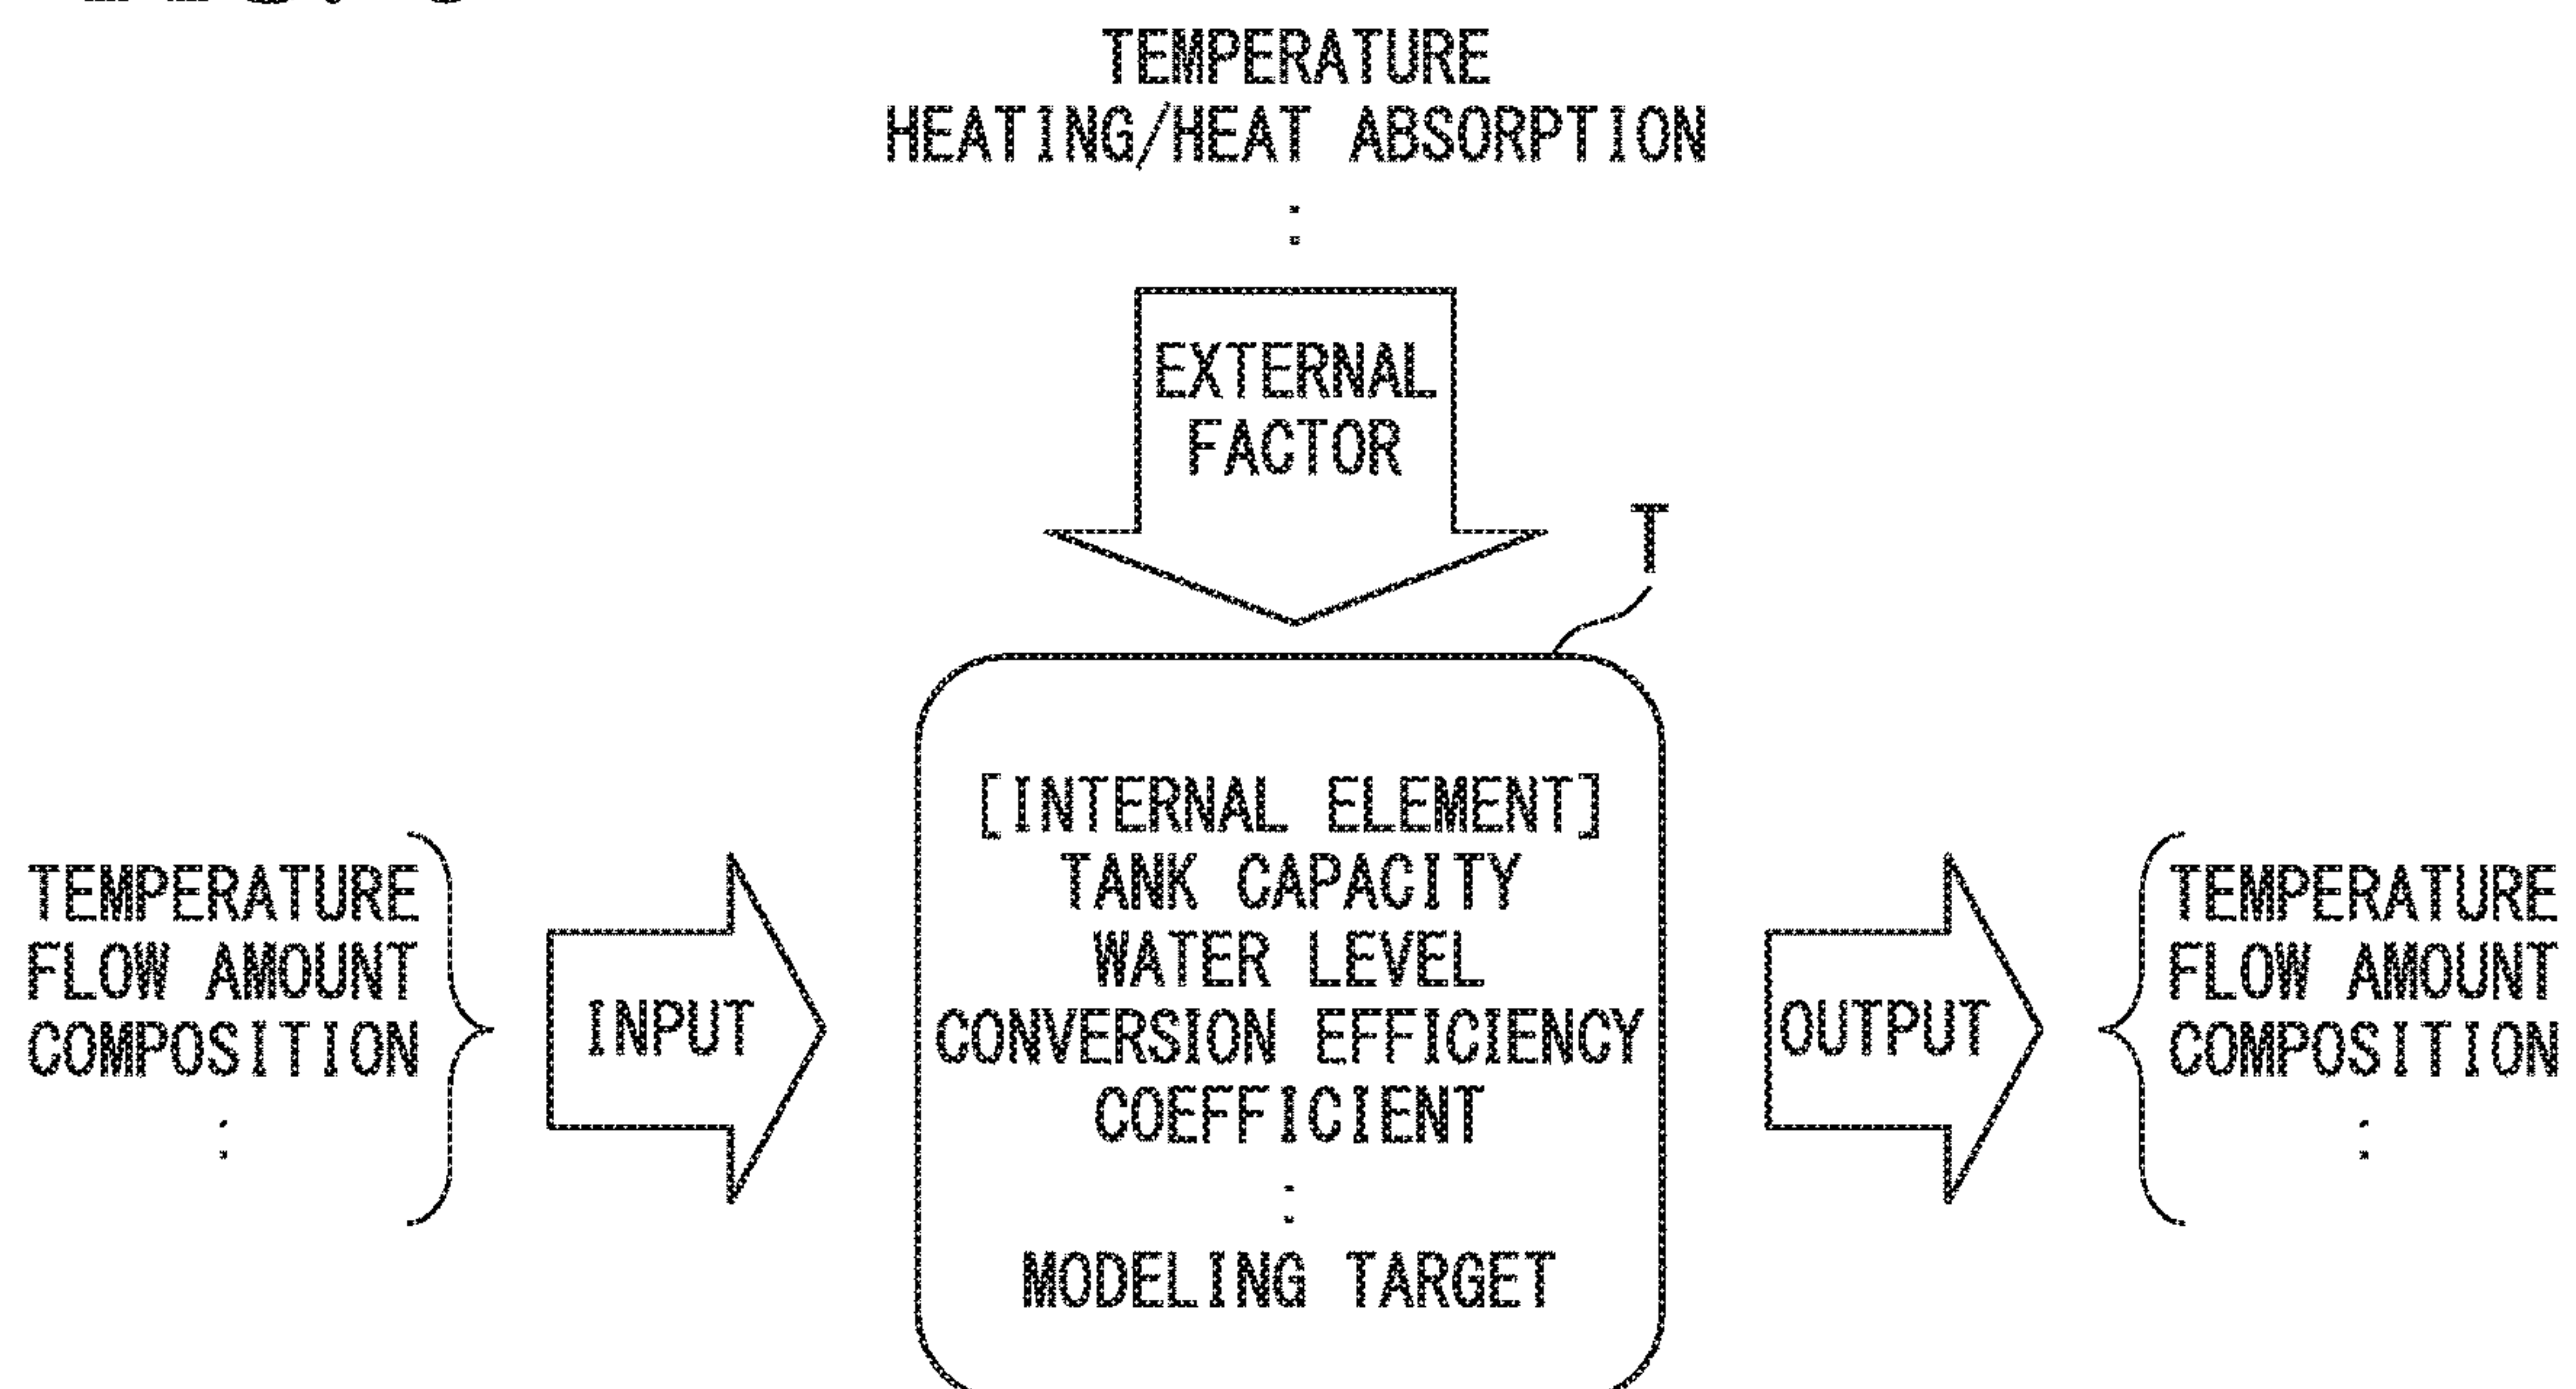 TEMPERATURE
HEATING/HEAT ABSORPTION
:
EXTERNAL
FACTOR
T
[INTERNAL ELEMENT]
TANK CAPACITY
WATER LEVEL
CONVERSION EFFICIENCY
COEFFICIENT
:
MODELING TARGET
TEMPERATURE
FLOW AMOUNT
COMPOSITION
:
INPUT
OUTPUT
TEMPERATURE
FLOW AMOUNT
COMPOSITION
: